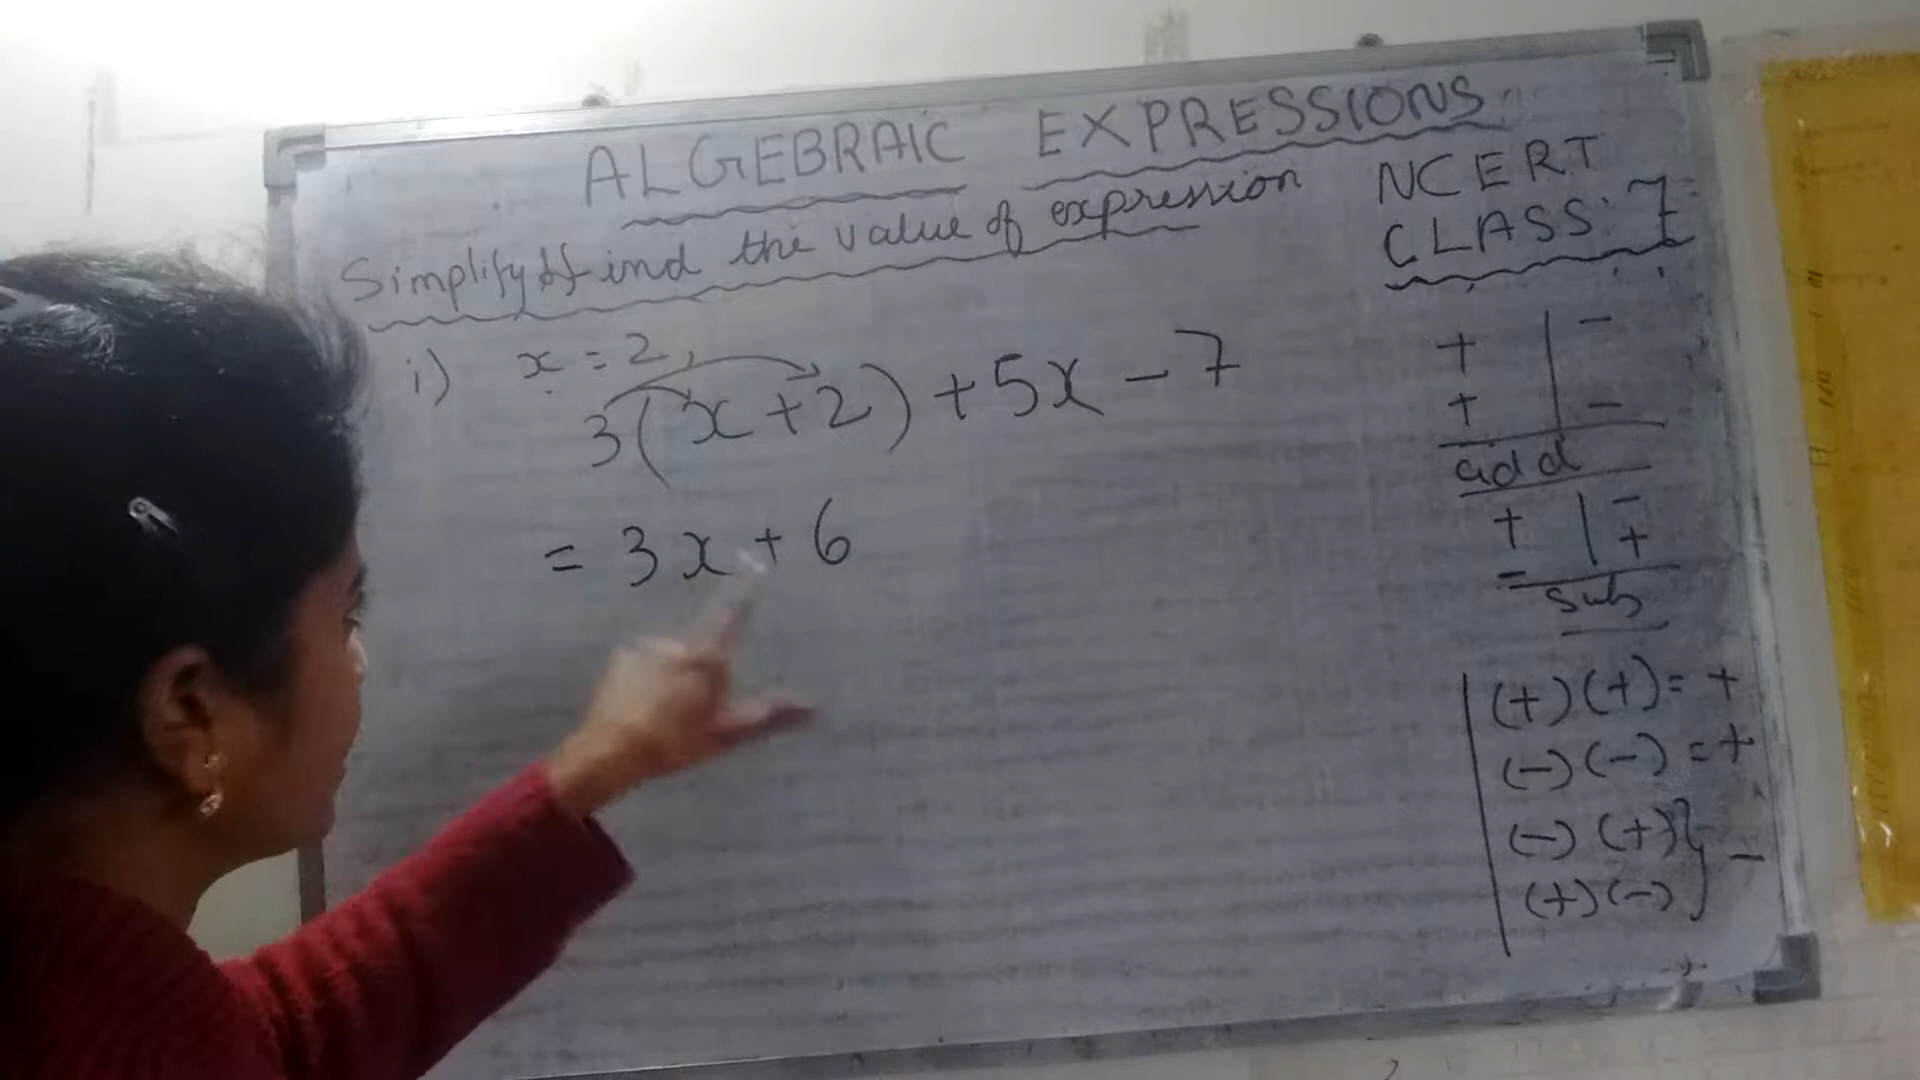 ALGEBRAIC EXPRESSIONS
Simplify & find the value of expression
NCERT
CLASS: 7
i) x = 2,
3(x+2) + 5x - 7
= 3x + 6
+ | -
+ | -
add
+ | -
- | +
sub
(+)(+) = +
(-)(-) = +
(-)(+) } -
(+)(-)